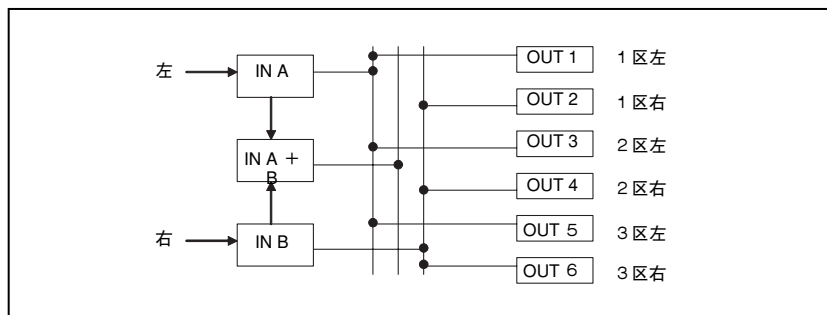 左
IN A
IN A ＋
B
右
IN B
OUT 1
1 区左
OUT 2
1 区右
OUT 3
2 区左
OUT 4
2 区右
OUT 5
3 区左
OUT 6
3 区右